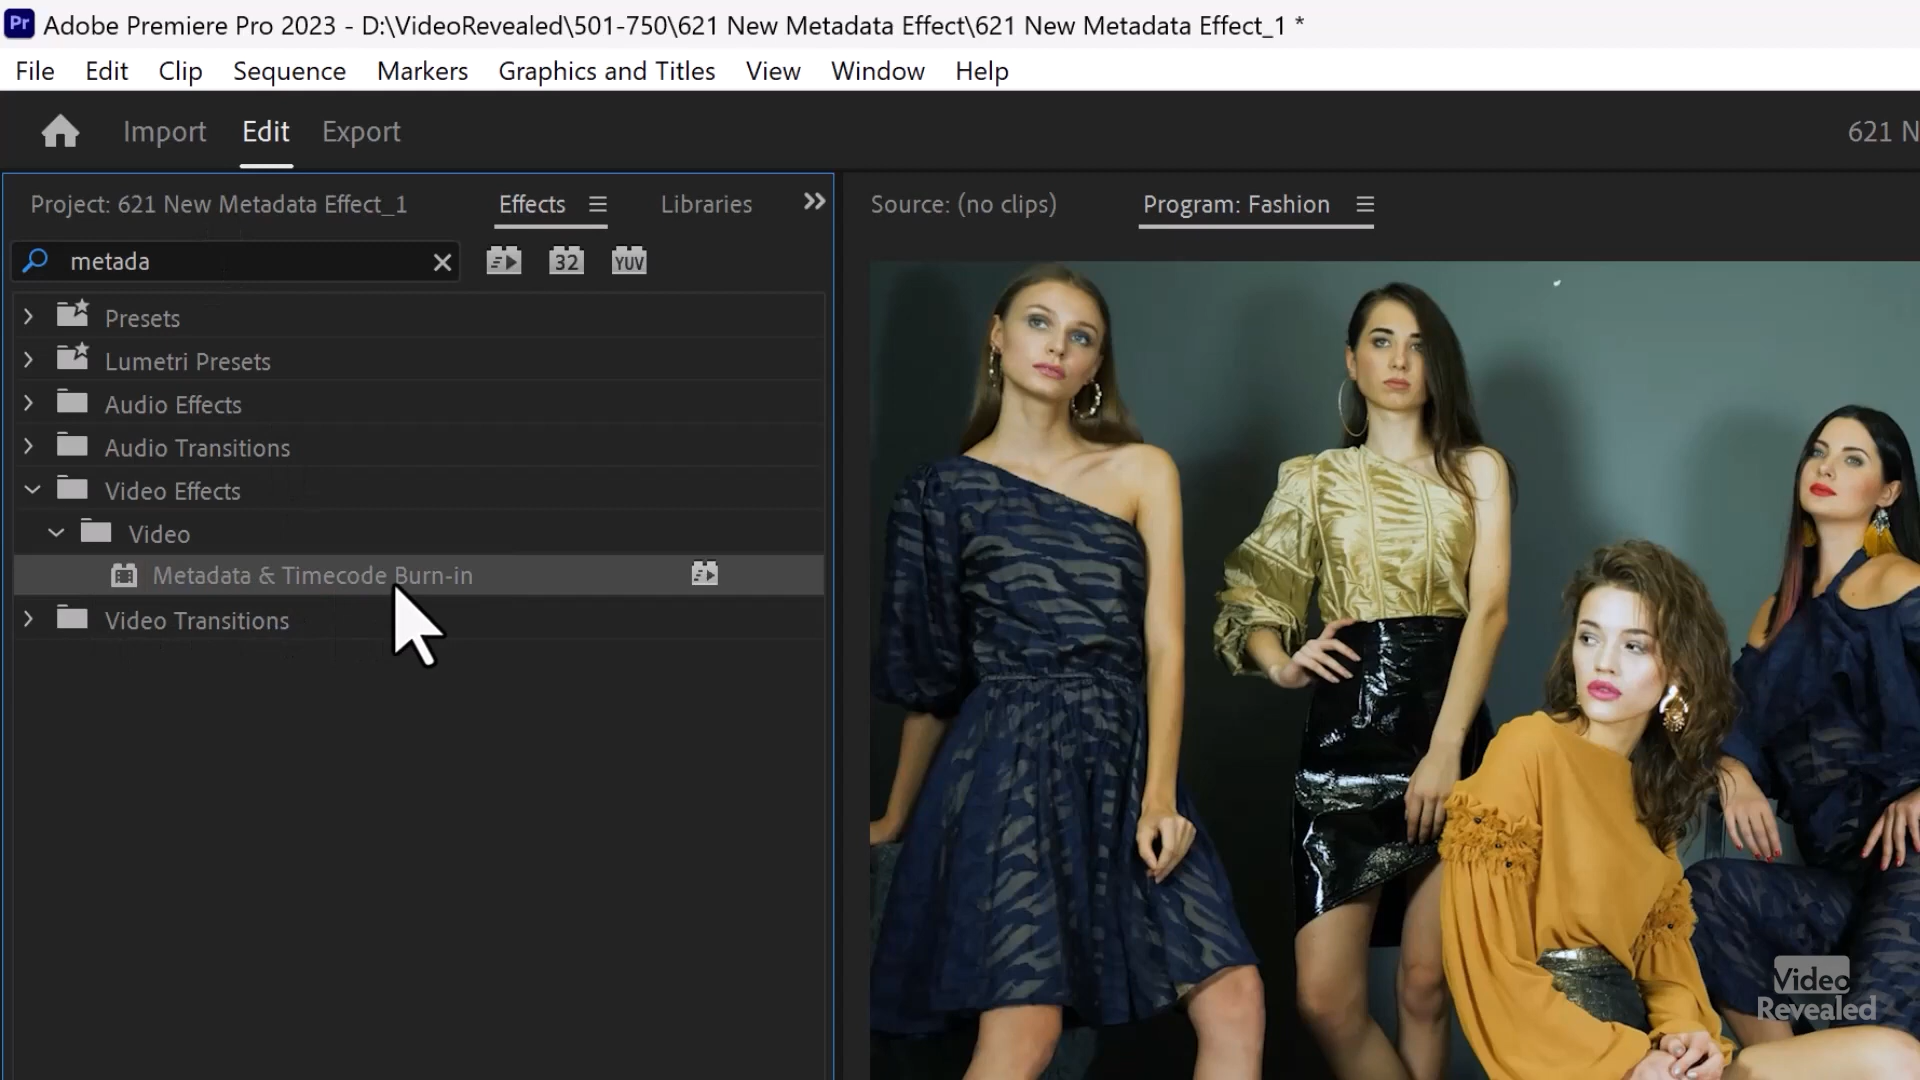 Pr Adobe Premiere Pro 2023 - D:\VideoRevealed\501-750\621 New Metadata Effect\621 New Metadata Effect_1 *
File Edit Clip Sequence Markers Graphics and Titles View Window Help
Import Edit Export 621 N
Project: 621 New Metadata Effect_1 Effects Libraries Source: (no clips) Program: Fashion
metada 32 YUV
Presets
Lumetri Presets
Audio Effects
Audio Transitions
Video Effects
Video
Metadata & Timecode Burn-in
Video Transitions
Video
Revealed